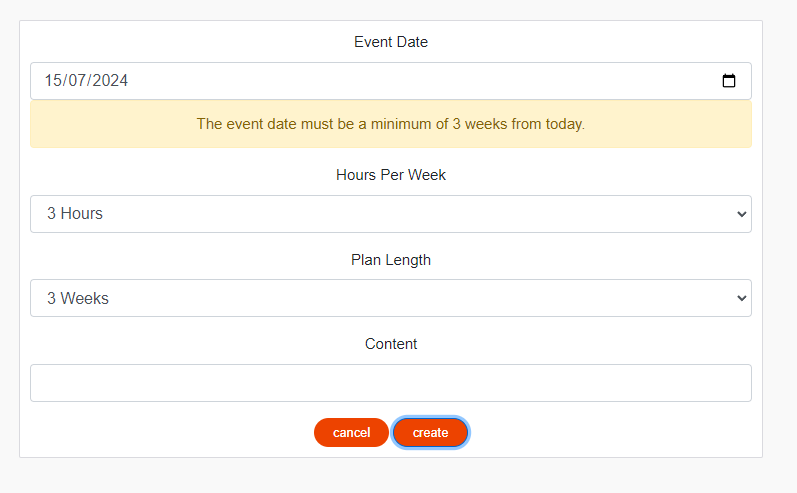 Event Date
15/07/2024
The event date must be a minimum of 3 weeks from today.
Hours Per Week
3 Hours
Plan Length
3 Weeks
Content
cancel create